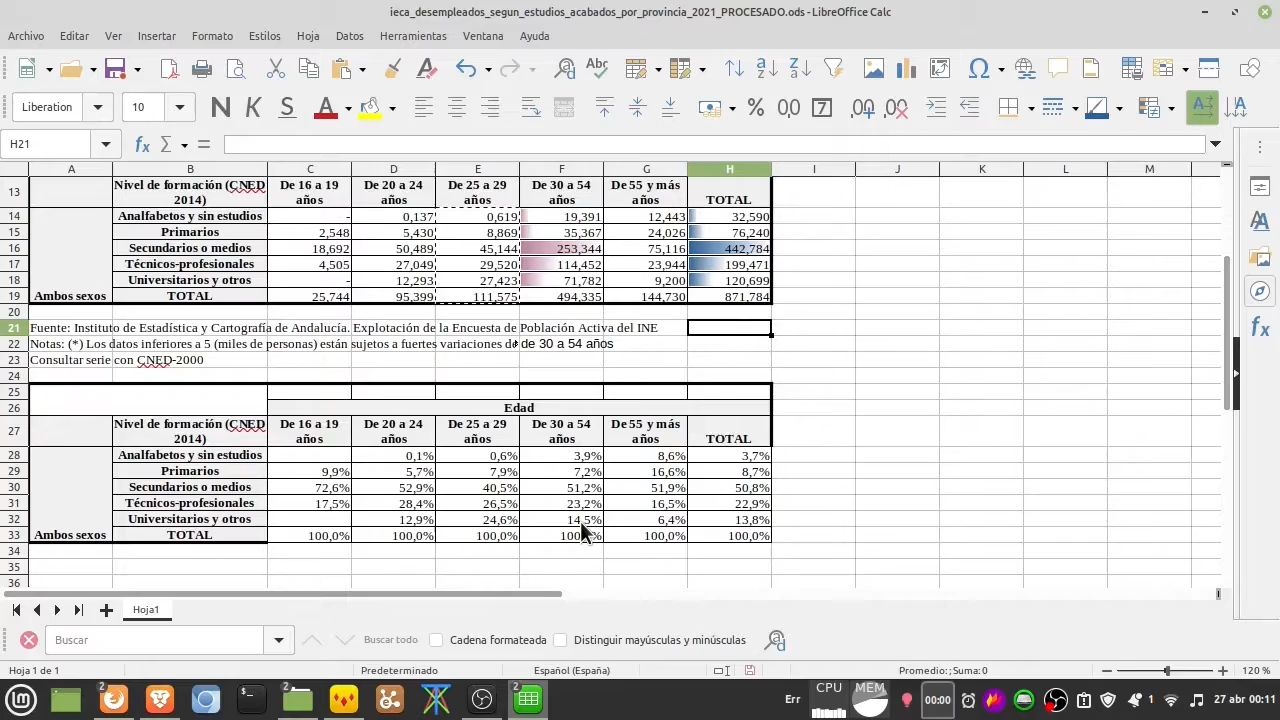 ieca_desempleados_segun_estudios_acabados_por_provincia_2021_PROCESADO.ods - LibreOffice Calc
Archivo Editar Ver Insertar Formato Estilos Hoja Datos Herramientas Ventana Ayuda
Liberation 10 N K S
H21
A B C D E F G H I J K L M
13 Nivel de formación (CNED 2014) De 16 a 19 años De 20 a 24 años De 25 a 29 años De 30 a 54 años De 55 y más años TOTAL
14 Analfabetos y sin estudios - 0,137 0,619 19,391 12,443 32,590
15 Primarios 2,548 5,430 8,869 35,367 24,026 76,240
16 Secundarios o medios 18,692 50,489 45,144 253,344 75,116 442,784
17 Técnicos-profesionales 4,505 27,049 29,520 114,452 23,944 199,471
18 Universitarios y otros - 12,293 27,423 71,782 9,200 120,699
19 Ambos sexos TOTAL 25,744 95,399 111,575 494,335 144,730 871,784
20
21 Fuente: Instituto de Estadística y Cartografía de Andalucía. Explotación de la Encuesta de Población Activa del INE
22 Notas: (*) Los datos inferiores a 5 (miles de personas) están sujetos a fuertes variaciones de de 30 a 54 años
23 Consultar serie con CNED-2000
24
25
26 Edad
27 Nivel de formación (CNED 2014) De 16 a 19 años De 20 a 24 años De 25 a 29 años De 30 a 54 años De 55 y más años TOTAL
28 Analfabetos y sin estudios 0,1% 0,6% 3,9% 8,6% 3,7%
29 Primarios 9,9% 5,7% 7,9% 7,2% 16,6% 8,7%
30 Secundarios o medios 72,6% 52,9% 40,5% 51,2% 51,9% 50,8%
31 Técnicos-profesionales 17,5% 28,4% 26,5% 23,2% 16,5% 22,9%
32 Universitarios y otros 12,9% 24,6% 14,5% 6,4% 13,8%
33 Ambos sexos TOTAL 100,0% 100,0% 100,0% 100,0% 100,0% 100,0%
34
35
36
Hoja1
Buscar Buscar todo Cadena formateada Distinguir mayúsculas y minúsculas
Hoja 1 de 1 Predeterminado Español (España) Promedio: ; Suma: 0 120 %
2 2 2 Err CPU MEM 00:00 1 27 abr 00:11